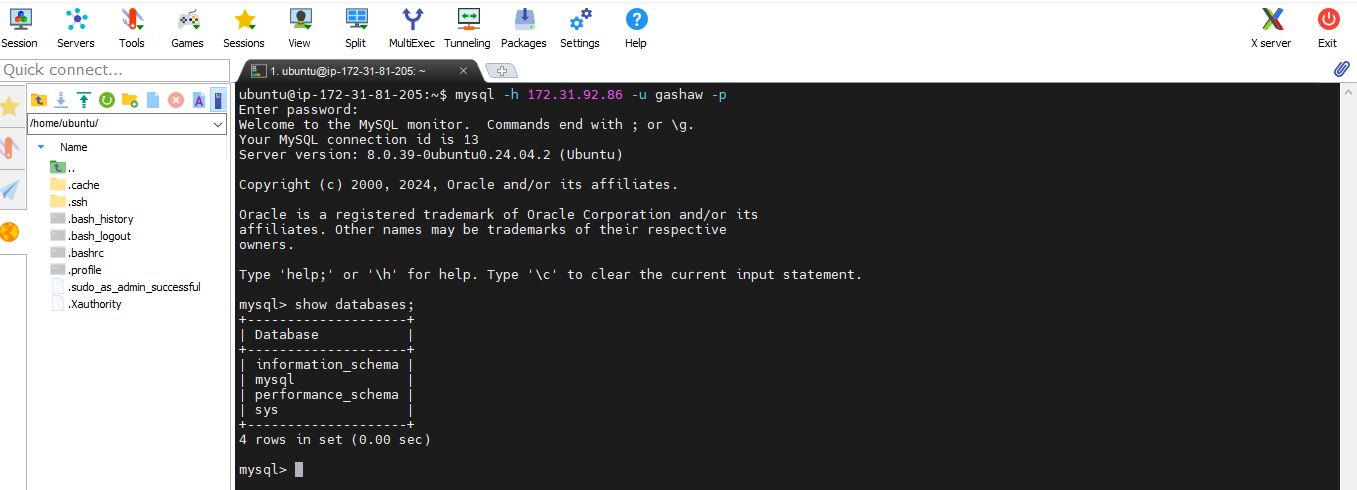 Session Servers Tools Games Sessions View Split MultiExec Tunneling Packages Settings Help X server Exit
Quick connect...
1. ubuntu@ip-172-31-81-205: ~
/home/ubuntu/
Name
..
.cache
.ssh
.bash_history
.bash_logout
.bashrc
.profile
.sudo_as_admin_successful
.Xauthority
ubuntu@ip-172-31-81-205:~$ mysql -h 172.31.92.86 -u gashaw -p
Enter password:
Welcome to the MySQL monitor.  Commands end with ; or \g.
Your MySQL connection id is 13
Server version: 8.0.39-0ubuntu0.24.04.2 (Ubuntu)
Copyright (c) 2000, 2024, Oracle and/or its affiliates.
Oracle is a registered trademark of Oracle Corporation and/or its
affiliates. Other names may be trademarks of their respective
owners.
Type 'help;' or '\h' for help. Type '\c' to clear the current input statement.
mysql> show databases;
+--------------------+
| Database           |
+--------------------+
| information_schema |
| mysql              |
| performance_schema |
| sys                |
+--------------------+
4 rows in set (0.00 sec)
mysql>